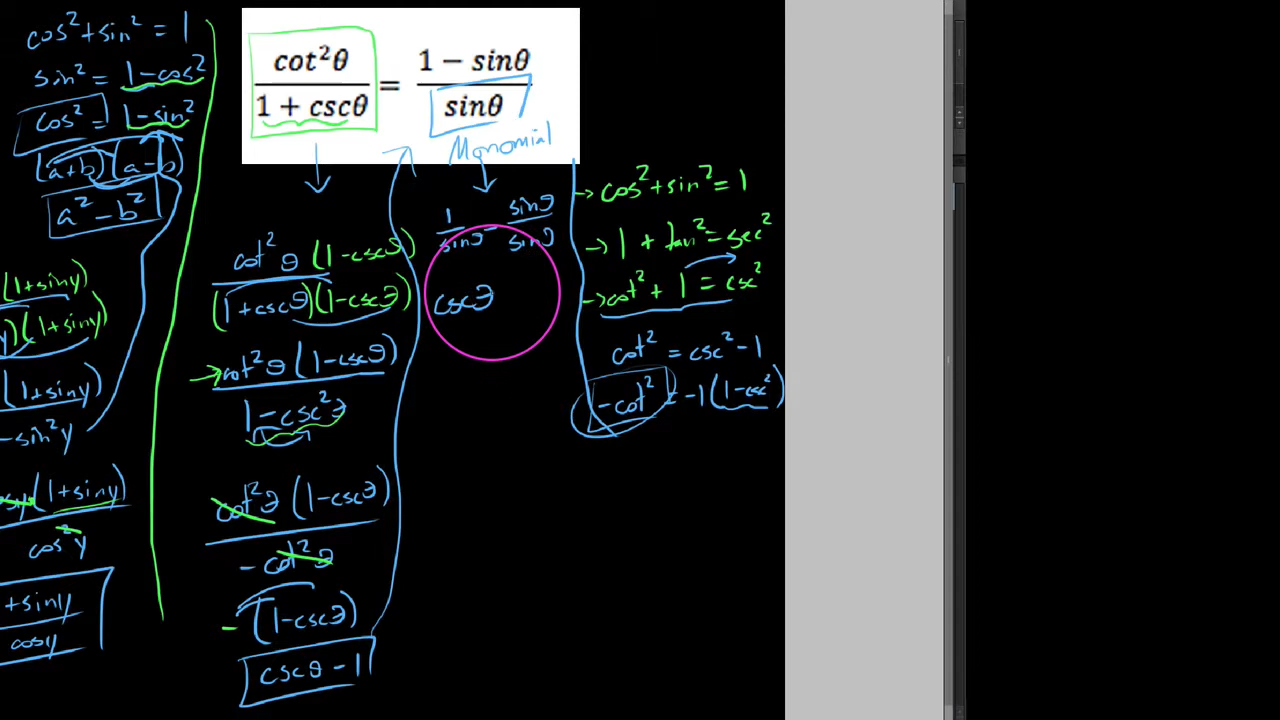 cos² + sin² = 1
sin² = 1 - cos²
cos² = 1 - sin²
(a+b)(a-b)
a² - b²
(1+siny)
y)(1+siny)
(1+siny)
-sin²y
cosy(1+siny)
cos²y
+siny
cosy
cot²θ
1 + cscθ
=
1 − sinθ
sinθ
Monomial
cot²θ(1-cscθ)
(1+cscθ)(1-cscθ)
→cot²θ(1-cscθ)
1-csc²θ
cot²θ(1-cscθ)
-cot²θ
-(1-cscθ)
cscθ - 1
1/sinθ - sinθ/sinθ
cscθ
→ cos² + sin² = 1
→ 1 + tan² = sec²
→ cot² + 1 = csc²
cot² = csc² - 1
-cot² = -1(1-csc²)